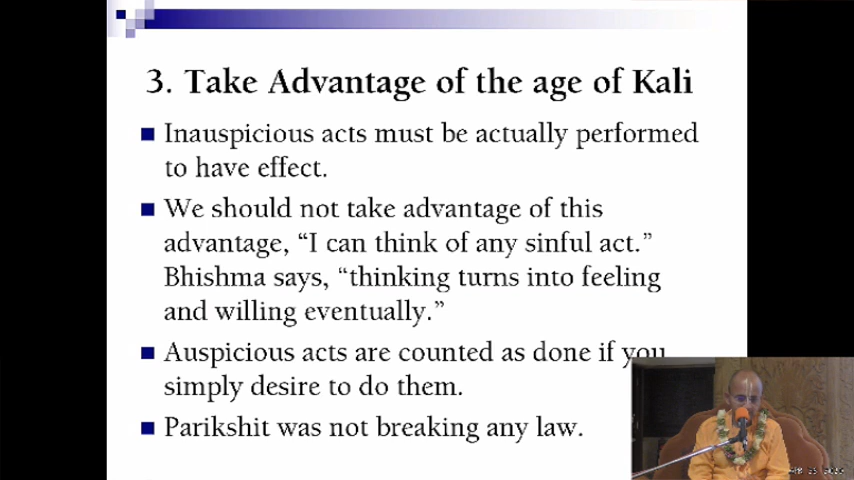 3. Take Advantage of the age of Kali
Inauspicious acts must be actually performed
to have effect.
We should not take advantage of this
advantage, “I can think of any sinful act.”
Bhishma says, “thinking turns into feeling
and willing eventually.”
Auspicious acts are counted as done if you
simply desire to do them.
Parikshit was not breaking any law.